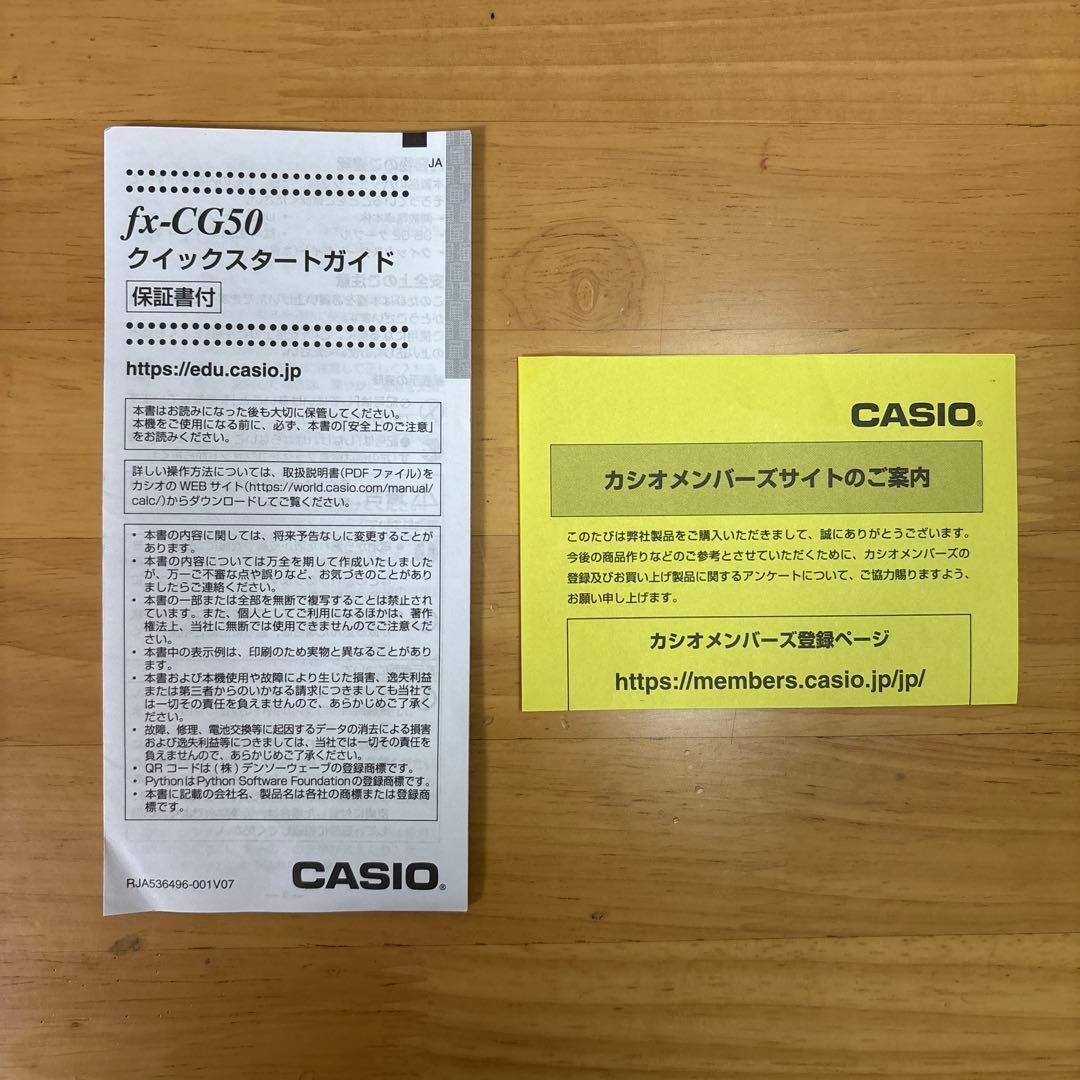 JA
fx-CG50
クイックスタートガイド
保証書付
https://edu.casio.jp
本書はお読みになった後も大切に保管してください。
本機をご使用になる前に、必ず、本書の「安全上のご注意」
をお読みください。
詳しい操作方法については、取扱説明書(PDF ファイル)を
カシオの WEB サイト(https://world.casio.com/manual/
calc/)からダウンロードしてご覧ください。
• 本書の内容に関しては、将来予告なしに変更することが
あります。
• 本書の内容については万全を期して作成いたしました
が、万一ご不審な点や誤りなど、お気づきのことがあり
ましたらご連絡ください。
• 本書の一部または全部を無断で複写することは禁止され
ています。また、個人としてご利用になるほかは、著作
権法上、当社に無断では使用できませんのでご注意くだ
さい。
• 本書中の表示例は、印刷のため実物と異なることがあり
ます。
• 本書および本機使用や故障により生じた損害、逸失利益
または第三者からのいかなる請求につきましても当社で
は一切その責任を負えませんので、あらかじめご了承く
ださい。
• 故障、修理、電池交換等に起因するデータの消去による損害
および逸失利益等につきましては、当社では一切その責任を
負えませんので、あらかじめご了承ください。
• QR コードは(株)デンソーウェーブの登録商標です。
• PythonはPython Software Foundationの登録商標です。
• 本書に記載の会社名、製品名は各社の商標または登録商
標です。
RJA536496-001V07
CASIO®
CASIO®
カシオメンバーズサイトのご案内
このたびは弊社製品をご購入いただきまして、誠にありがとうございます。
今後の商品作りなどのご参考とさせていただくために、カシオメンバーズの
登録及びお買い上げ製品に関するアンケートについて、ご協力賜りますよう、
お願い申し上げます。
カシオメンバーズ登録ページ
https://members.casio.jp/jp/